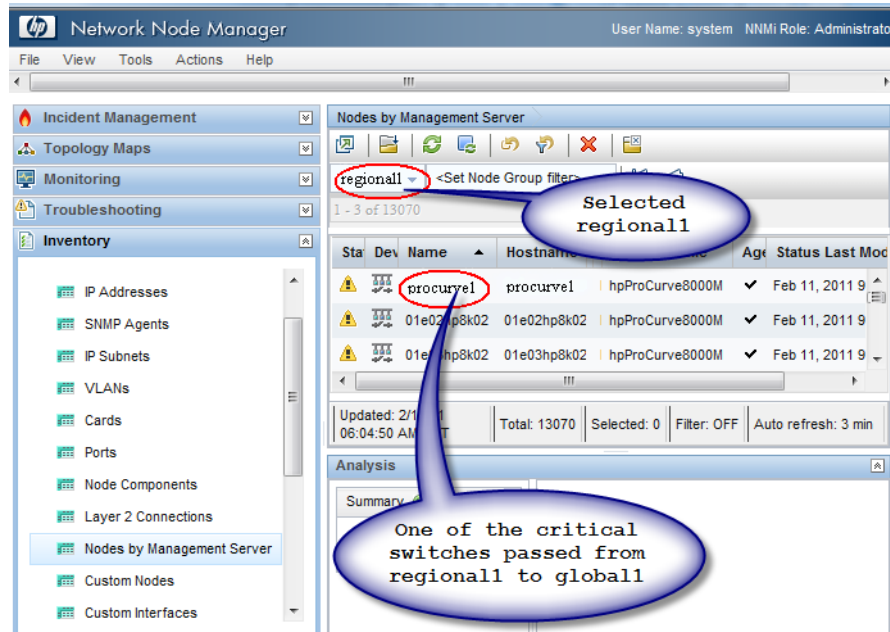 hp Network Node Manager
User Name: system NNMi Role: Administrato
File View Tools Actions Help
Incident Management
Topology Maps
Monitoring
Troubleshooting
Inventory
IP Addresses
SNMP Agents
IP Subnets
VLANs
Cards
Ports
Node Components
Layer 2 Connections
Nodes by Management Server
Custom Nodes
Custom Interfaces
Nodes by Management Server
regional1 <Set Node Group filter>
1 - 3 of 13070
Selected
regional1
Sta Dev Name Hostname Age Status Last Mod
procurve1 procurve1 hpProCurve8000M Feb 11, 2011 9
01e02hp8k02 01e02hp8k02 hpProCurve8000M Feb 11, 2011 9
01e03hp8k02 01e03hp8k02 hpProCurve8000M Feb 11, 2011 9
Updated:
06:04:50 AM
Total: 13070 Selected: 0 Filter: OFF Auto refresh: 3 min
Analysis
Summary
One of the critical
switches passed from
regional1 to global1